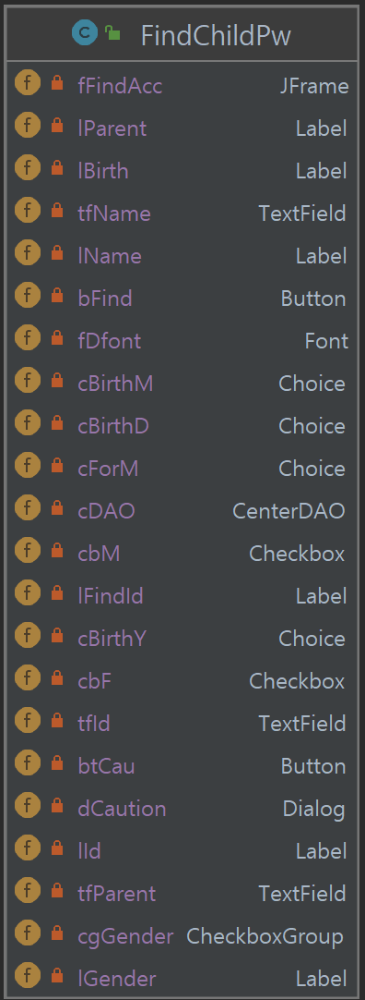 C FindChildPw
f fFindAcc JFrame
f lParent Label
f lBirth Label
f tfName TextField
f lName Label
f bFind Button
f fDfont Font
f cBirthM Choice
f cBirthD Choice
f cForM Choice
f cDAO CenterDAO
f cbM Checkbox
f lFindId Label
f cBirthY Choice
f cbF Checkbox
f tfId TextField
f btCau Button
f dCaution Dialog
f lId Label
f tfParent TextField
f cgGender CheckboxGroup
f lGender Label